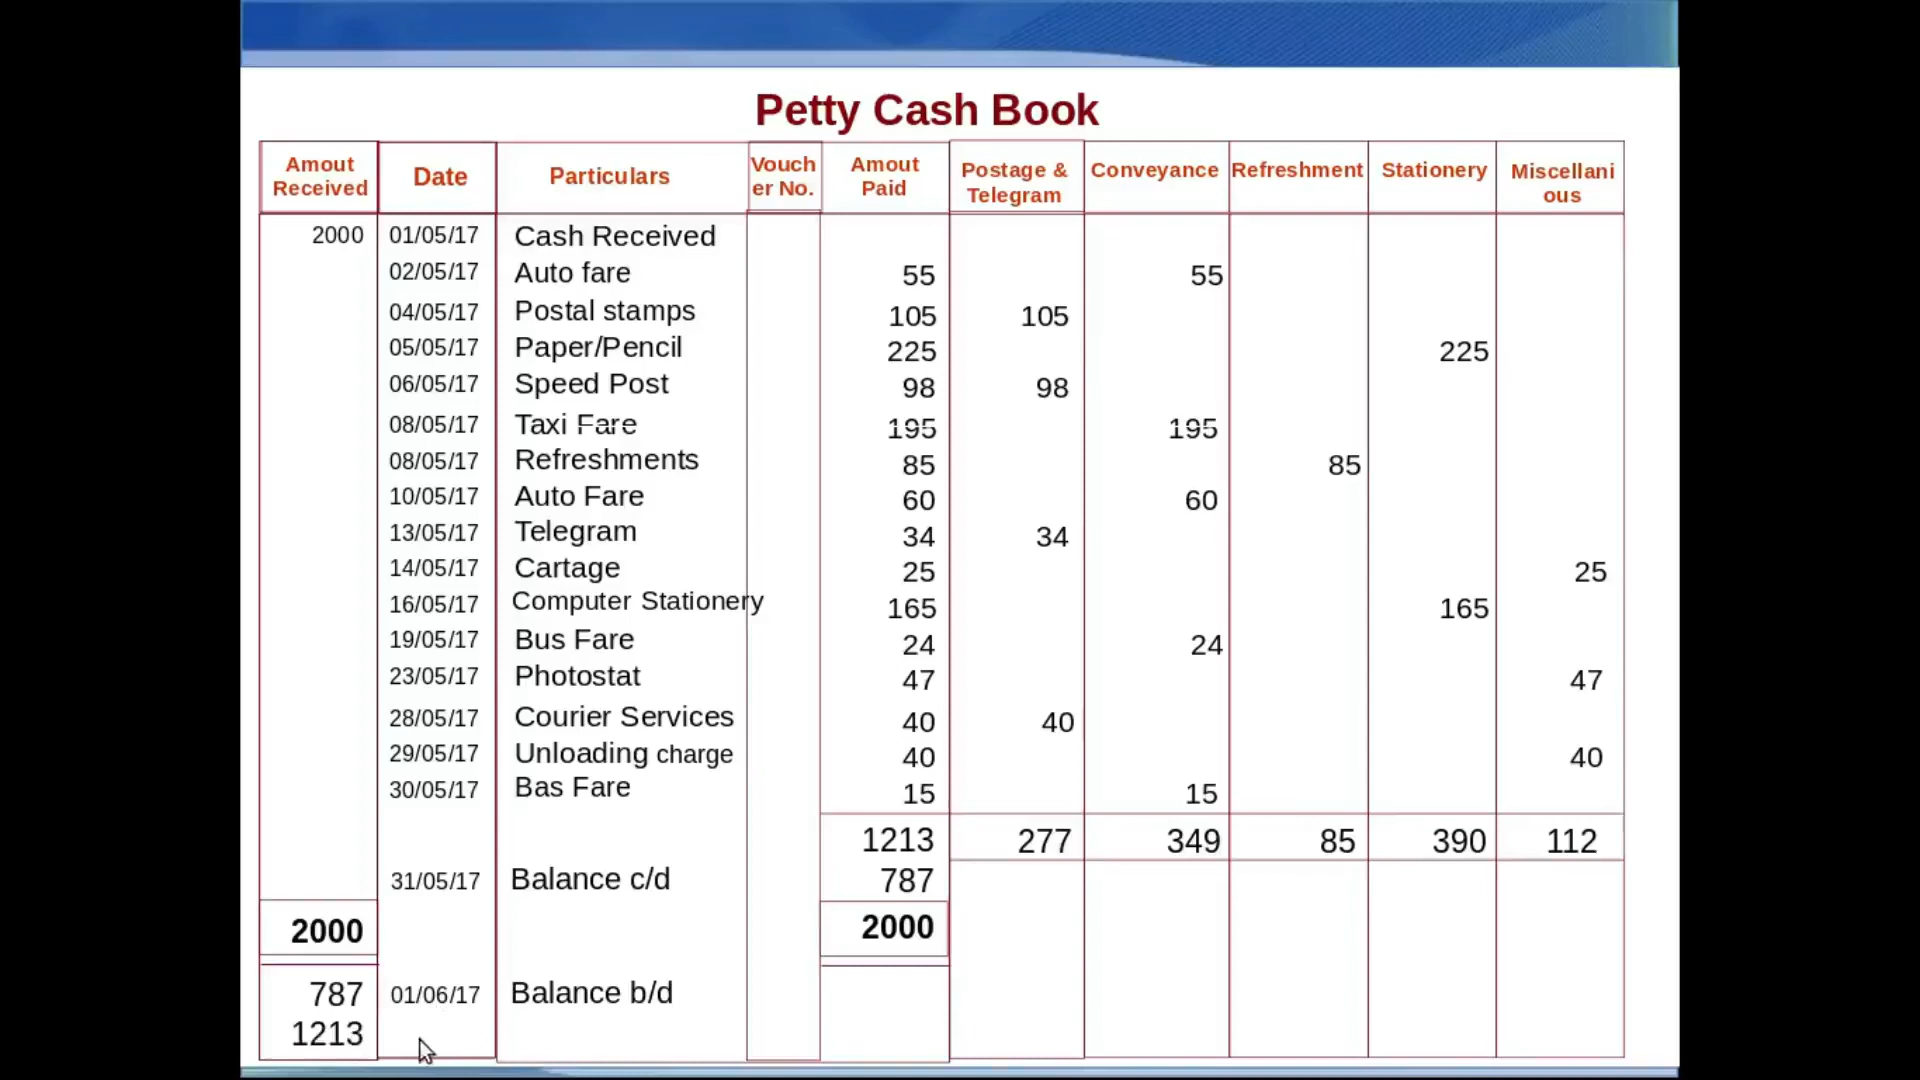 Petty Cash Book
Amout Received Date Particulars Vouch er No. Amout Paid Postage & Telegram Conveyance Refreshment Stationery Miscellani ous
2000 01/05/17 Cash Received
02/05/17 Auto fare 55 55
04/05/17 Postal stamps 105 105
05/05/17 Paper/Pencil 225 225
06/05/17 Speed Post 98 98
08/05/17 Taxi Fare 195 195
08/05/17 Refreshments 85 85
10/05/17 Auto Fare 60 60
13/05/17 Telegram 34 34
14/05/17 Cartage 25 25
16/05/17 Computer Stationery 165 165
19/05/17 Bus Fare 24 24
23/05/17 Photostat 47 47
28/05/17 Courier Services 40 40
29/05/17 Unloading charge 40 40
30/05/17 Bas Fare 15 15
1213 277 349 85 390 112
31/05/17 Balance c/d 787
2000 2000
787 01/06/17 Balance b/d
1213